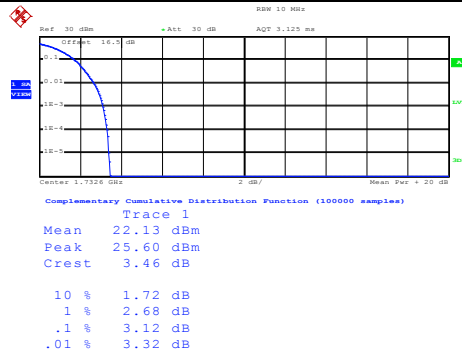 RBW 10 MHz
Ref 30 dBm *Att 30 dB AQT 3.125 ms
Offset 16.5 dB
A
0.1
1 SA
VIEW
0.01
1E-3
LVL
1E-4
1E-5
3DB
Center 1.7326 GHz 2 dB/ Mean Pwr + 20 dB
Complementary Cumulative Distribution Function (100000 samples)
Trace 1
Mean 22.13 dBm
Peak 25.60 dBm
Crest 3.46 dB
10 % 1.72 dB
1 % 2.68 dB
.1 % 3.12 dB
.01 % 3.32 dB